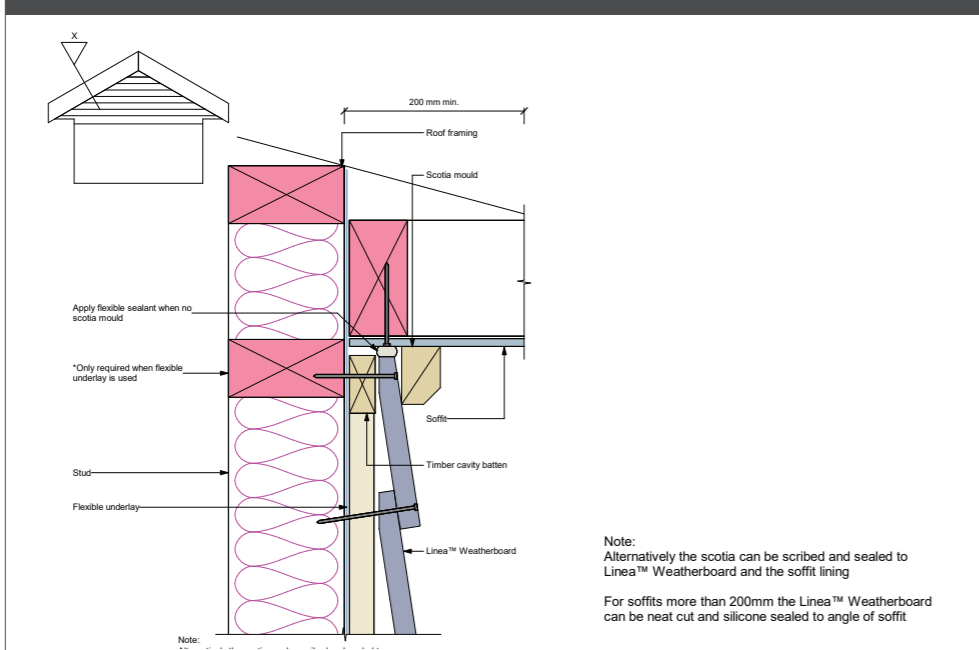 X
200 mm min.
Roof framing
Scotia mould
Apply flexible sealant when no
scotia mould
*Only required when flexible
underlay is used
Soffit
Timber cavity batten
Stud
Flexible underlay
Linea™ Weatherboard
Note:
Alternatively the scotia can be scribed and sealed to
Linea™ Weatherboard and the soffit lining
For soffits more than 200mm the Linea™ Weatherboard
can be neat cut and silicone sealed to angle of soffit
Note: